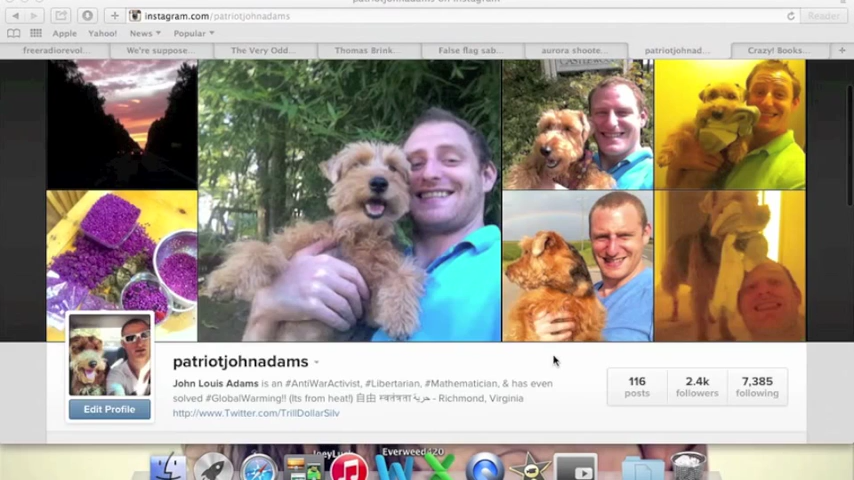 instagram.com/patriotjohnadams
Reader
Apple Yahoo! News Popular
freeradiorevol... We're suppose... The Very Odd... Thomas Brink... False flag sab... aurora shoote... patriotjohnad... Crazy! Books...
patriotjohnadams
John Louis Adams is an #AntiWarActivist, #Libertarian, #Mathematician, & has even
solved #GlobalWarming!! (Its from heat!) 自由 स्वतंत्रता حرية - Richmond, Virginia
http://www.Twitter.com/TrillDollarSilv
Edit Profile
116 2.4k 7,385
posts followers following
Everweed420